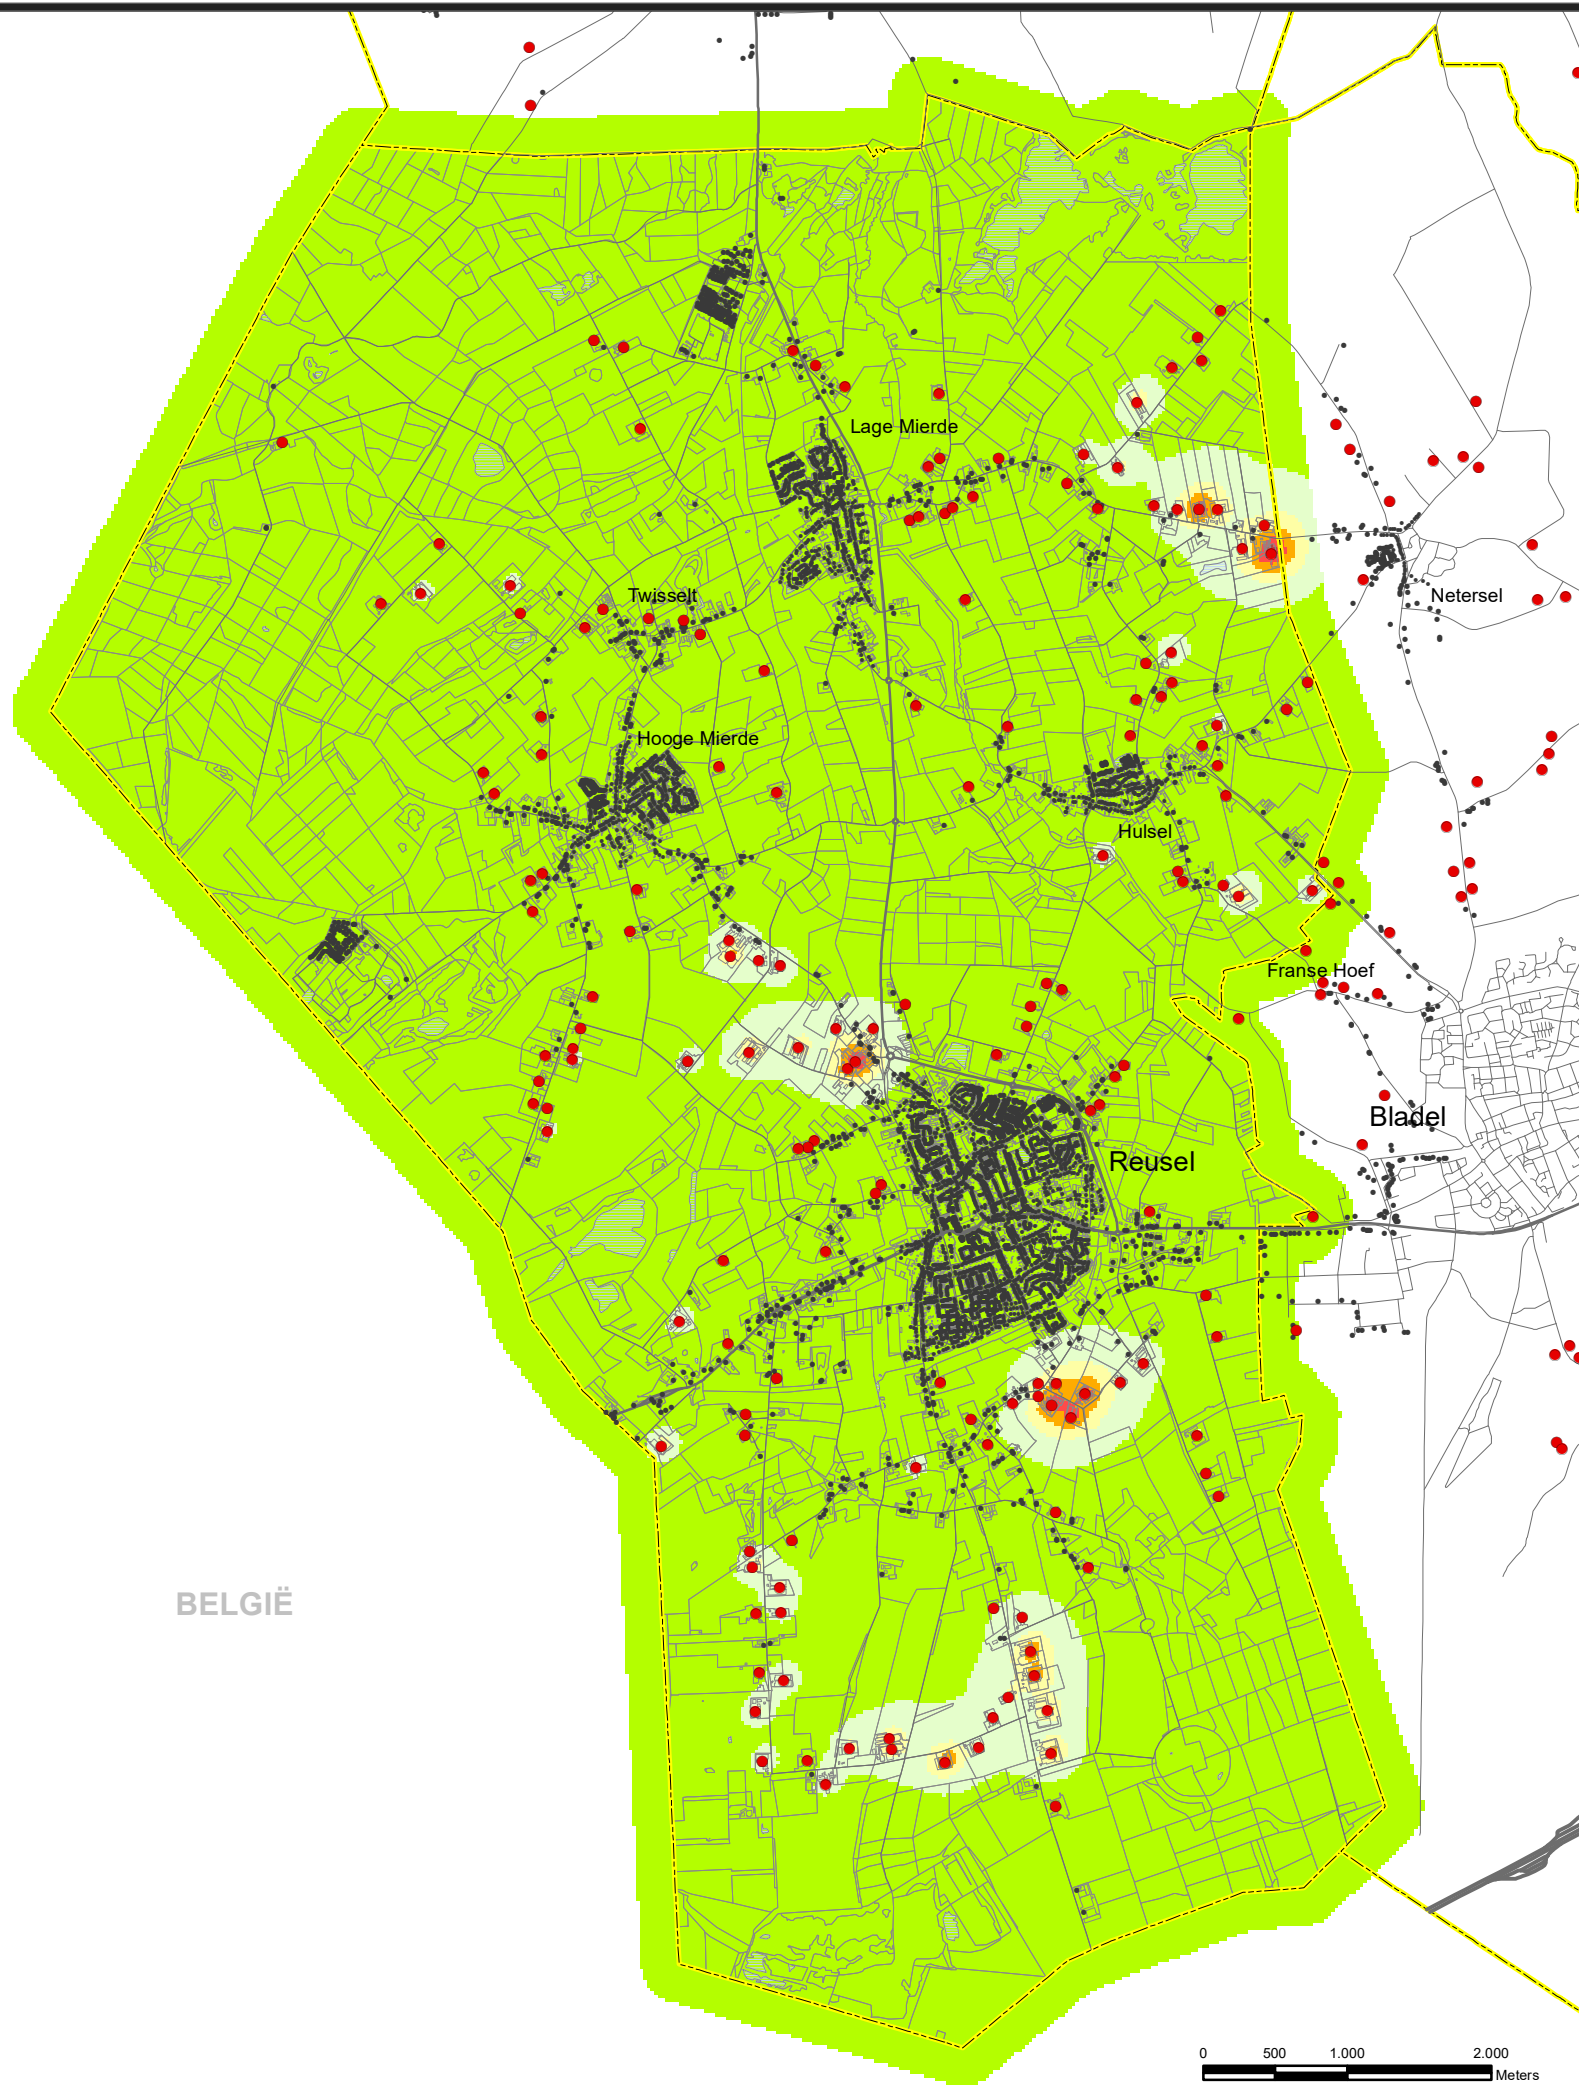 Lage Mierde
Twisselt
Netersel
Hooge Mierde
Hulsel
Franse Hoef
Bladel
Reusel
BELGIË
0 500 1.000 2.000
Meters